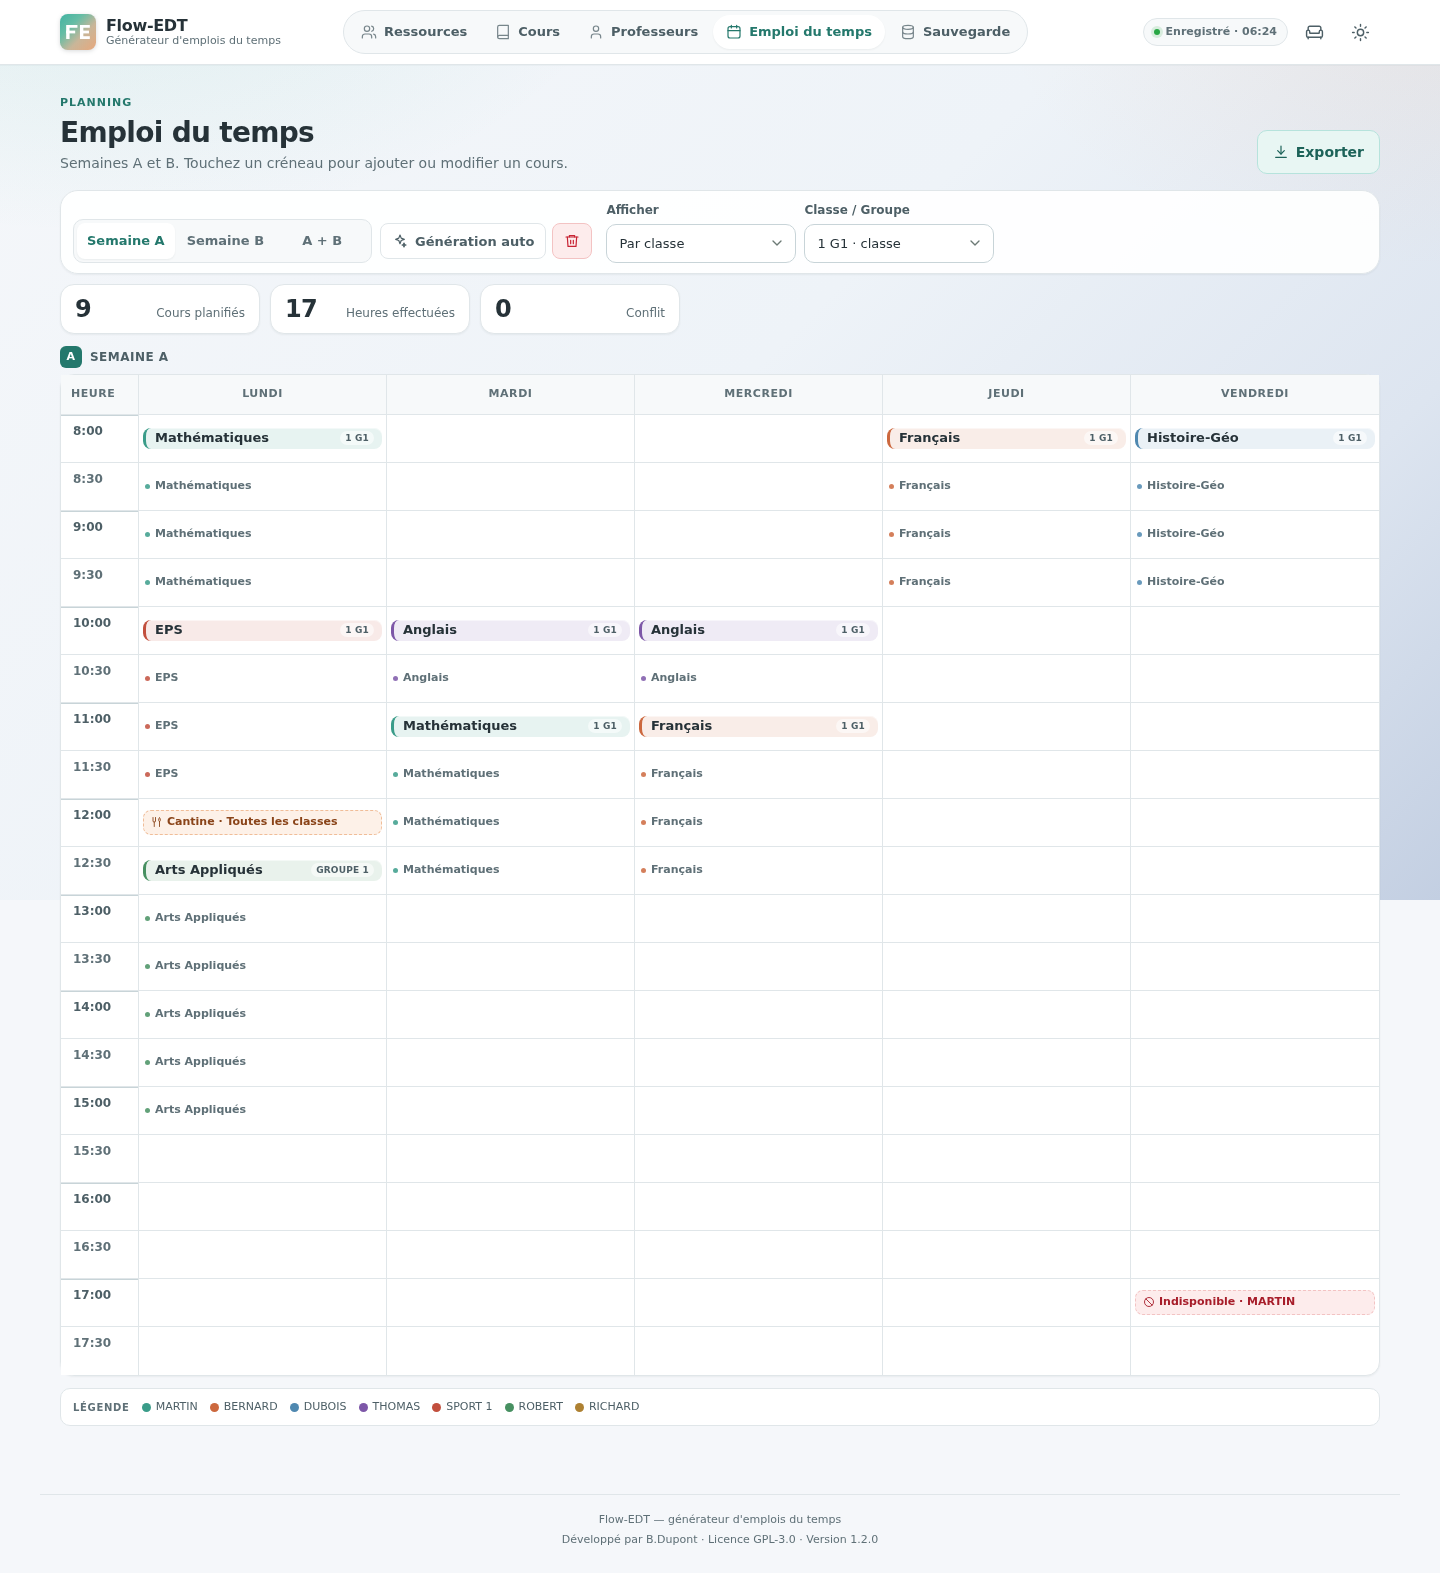 FE
Flow-EDT
Générateur d'emplois du temps
Ressources
Cours
Professeurs
Emploi du temps
Sauvegarde
Enregistré · 06:24
PLANNING
Emploi du temps
Semaines A et B. Touchez un créneau pour ajouter ou modifier un cours.
Exporter
Semaine A
Semaine B
A + B
Génération auto
Afficher
Par classe
Classe / Groupe
1 G1 · classe
9 Cours planifiés
17 Heures effectuées
0 Conflit
A SEMAINE A
HEURE LUNDI MARDI MERCREDI JEUDI VENDREDI
8:00 Mathématiques 1 G1 Français 1 G1 Histoire-Géo 1 G1
8:30 Mathématiques Français Histoire-Géo
9:00 Mathématiques Français Histoire-Géo
9:30 Mathématiques Français Histoire-Géo
10:00 EPS 1 G1 Anglais 1 G1 Anglais 1 G1
10:30 EPS Anglais Anglais
11:00 EPS Mathématiques 1 G1 Français 1 G1
11:30 EPS Mathématiques Français
12:00 Cantine · Toutes les classes Mathématiques Français
12:30 Arts Appliqués GROUPE 1 Mathématiques Français
13:00 Arts Appliqués
13:30 Arts Appliqués
14:00 Arts Appliqués
14:30 Arts Appliqués
15:00 Arts Appliqués
15:30
16:00
16:30
17:00 Indisponible · MARTIN
17:30
LÉGENDE MARTIN BERNARD DUBOIS THOMAS SPORT 1 ROBERT RICHARD
Flow-EDT — générateur d'emplois du temps
Développé par B.Dupont · Licence GPL-3.0 · Version 1.2.0